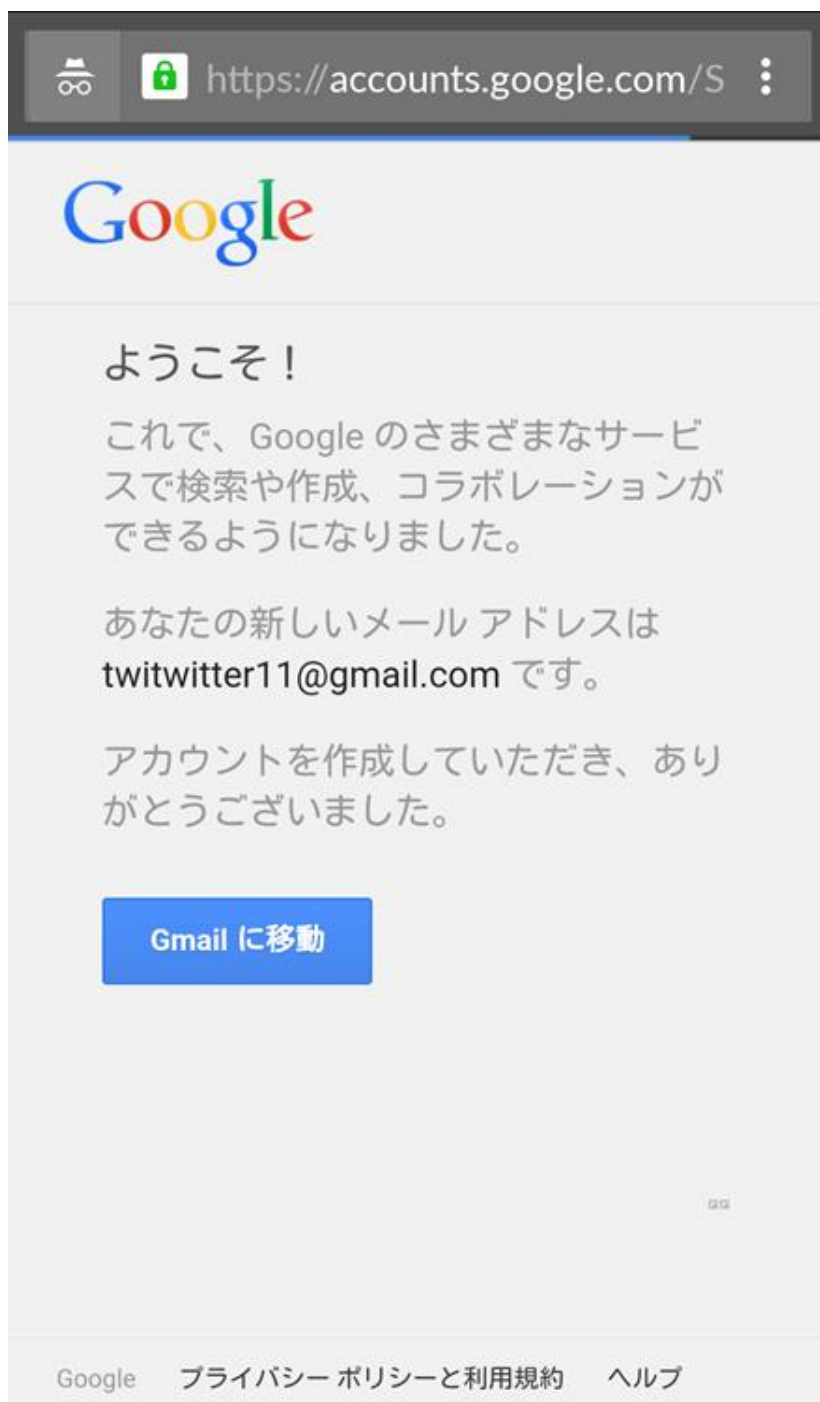 https://accounts.google.com/S
Google
ようこそ！
これで、Google のさまざまなサービ
スで検索や作成、コラボレーションが
できるようになりました。
あなたの新しいメール アドレスは
twitwitter11@gmail.com です。
アカウントを作成していただき、あり
がとうございました。
Gmail に移動
Google プライバシー ポリシーと利用規約 ヘルプ